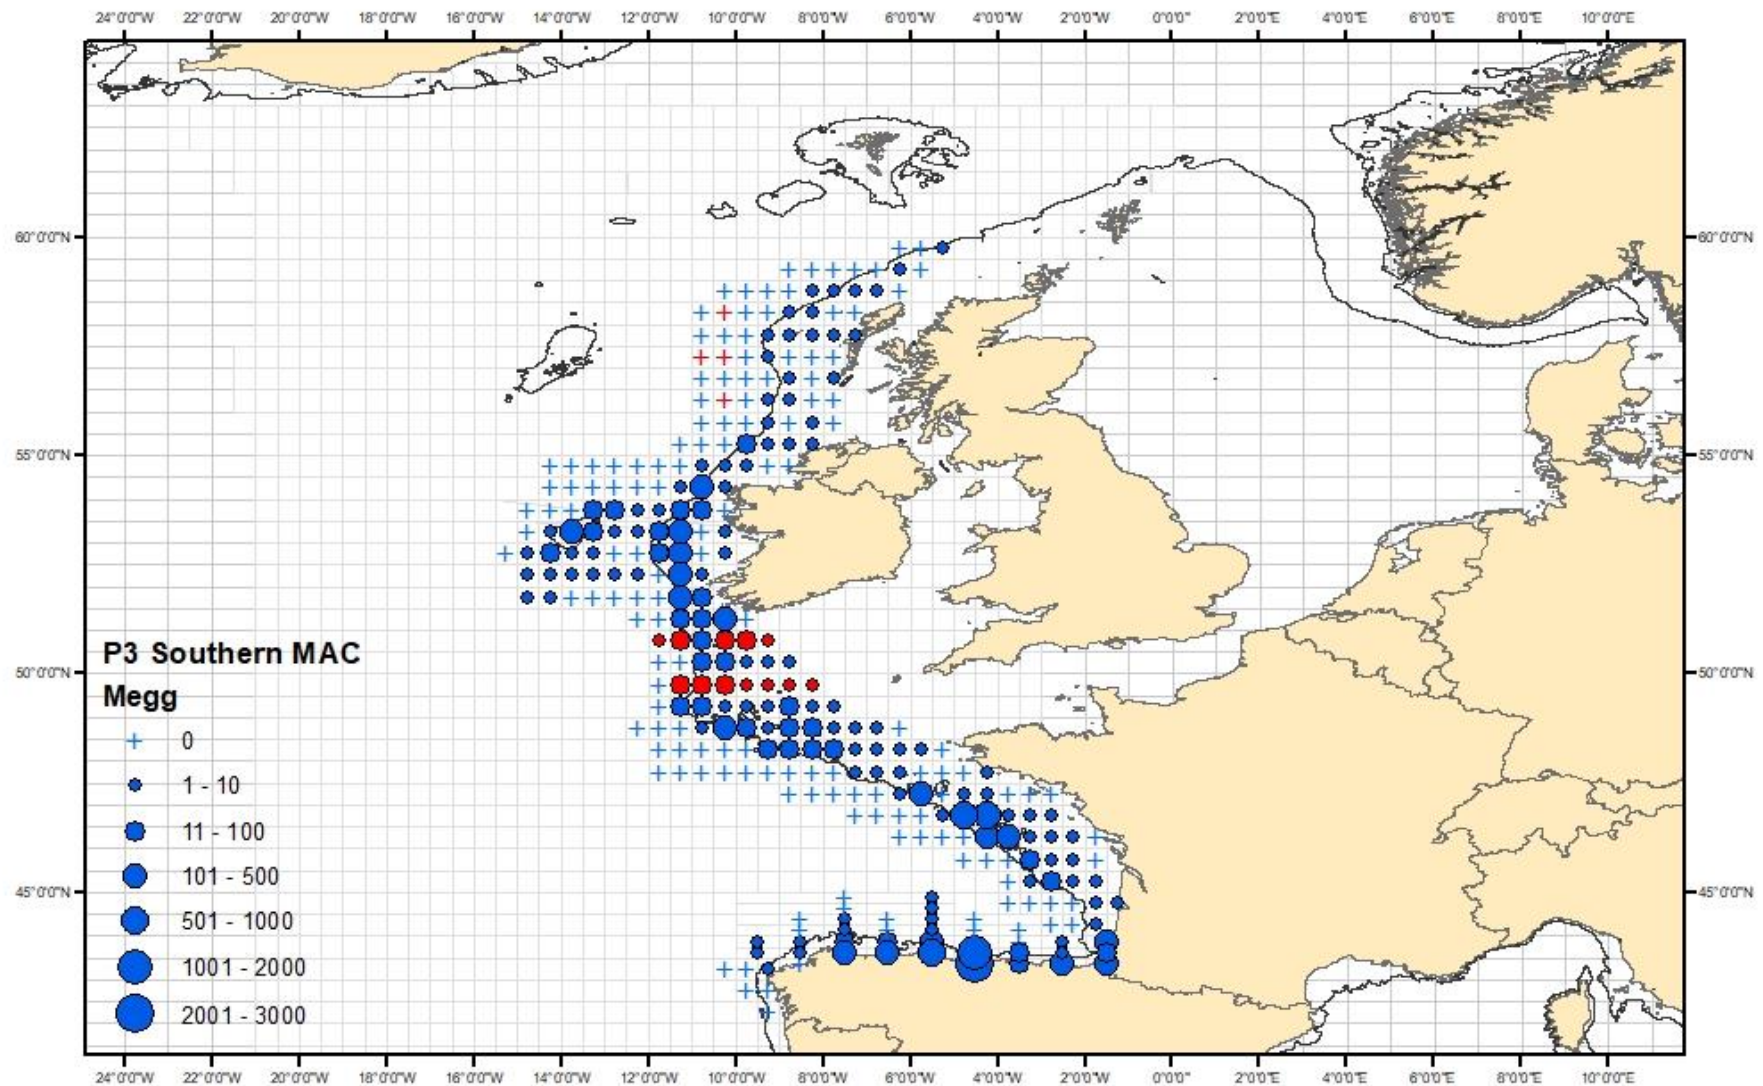 24°0'0"W 22°0'0"W 20°0'0"W 18°0'0"W 16°0'0"W 14°0'0"W 12°0'0"W 10°0'0"W 8°0'0"W 6°0'0"W 4°0'0"W 2°0'0"W 0°0'0" 2°0'0"E 4°0'0"E 6°0'0"E 8°0'0"E 10°0'0"E
60°0'0"N 60°0'0"N
55°0'0"N 55°0'0"N
P3 Southern MAC
50°0'0"N 50°0'0"N
Megg
0
1 - 10
11 - 100
101 - 500
45°0'0"N 45°0'0"N
501 - 1000
1001 - 2000
2001 - 3000
24°0'0"W 22°0'0"W 20°0'0"W 18°0'0"W 16°0'0"W 14°0'0"W 12°0'0"W 10°0'0"W 8°0'0"W 6°0'0"W 4°0'0"W 2°0'0"W 0°0'0" 2°0'0"E 4°0'0"E 6°0'0"E 8°0'0"E 10°0'0"E